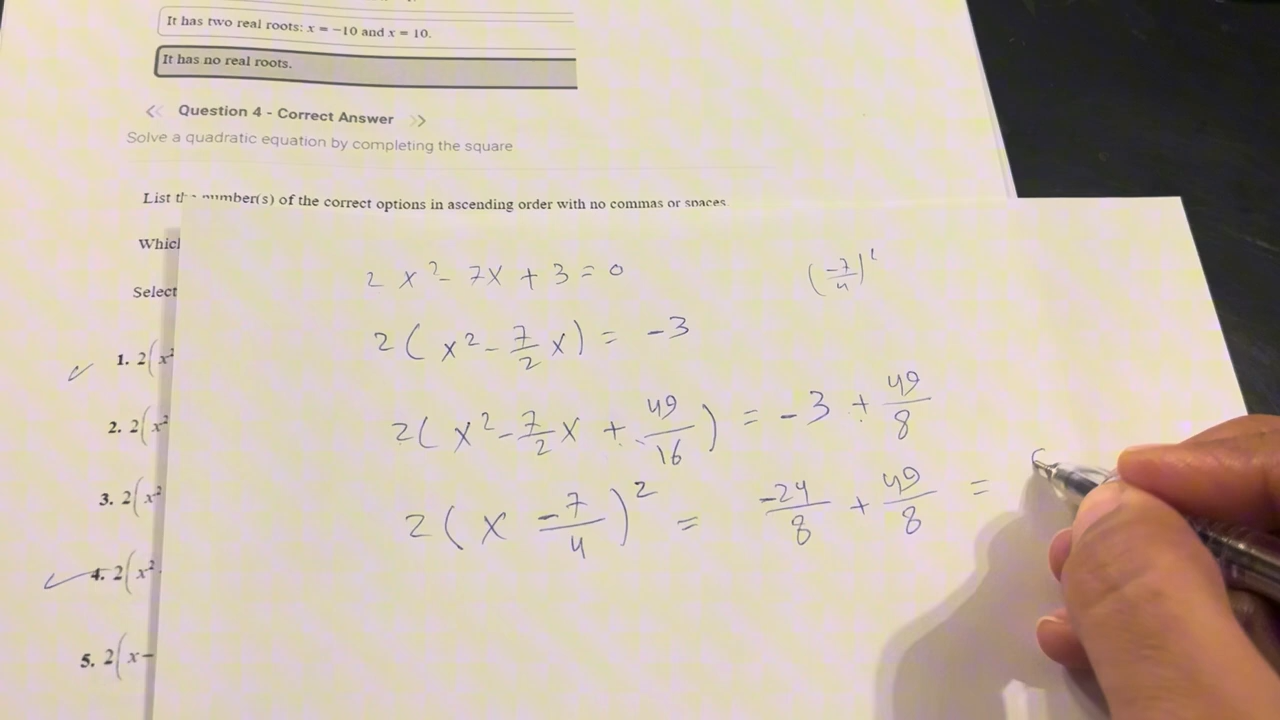 It has two real roots: x = −10 and x = 10.
It has no real roots.
Question 4 - Correct Answer
Solve a quadratic equation by completing the square
List number(s) of the correct options in ascending order with no commas or spaces
Select
2x² - 7x + 3 = 0
(-7/4)²
2(x² - 7/2 x) = -3
2(x² - 7/2 x + 49/16) = -3 + 49/8
2(x - 7/4)² = -24/8 + 49/8 =
1. 2(x²
2. 2(x²
3. 2(x²
4. 2(x²
5. 2(x−